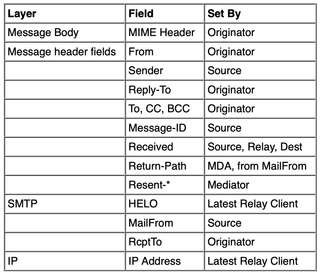 Layer Field Set By
Message Body MIME Header Originator
Message header fields From Originator
Sender Source
Reply-To Originator
To, CC, BCC Originator
Message-ID Source
Received Source, Relay, Dest
Return-Path MDA, from MailFrom
Resent-* Mediator
SMTP HELO Latest Relay Client
MailFrom Source
RcptTo Originator
IP IP Address Latest Relay Client